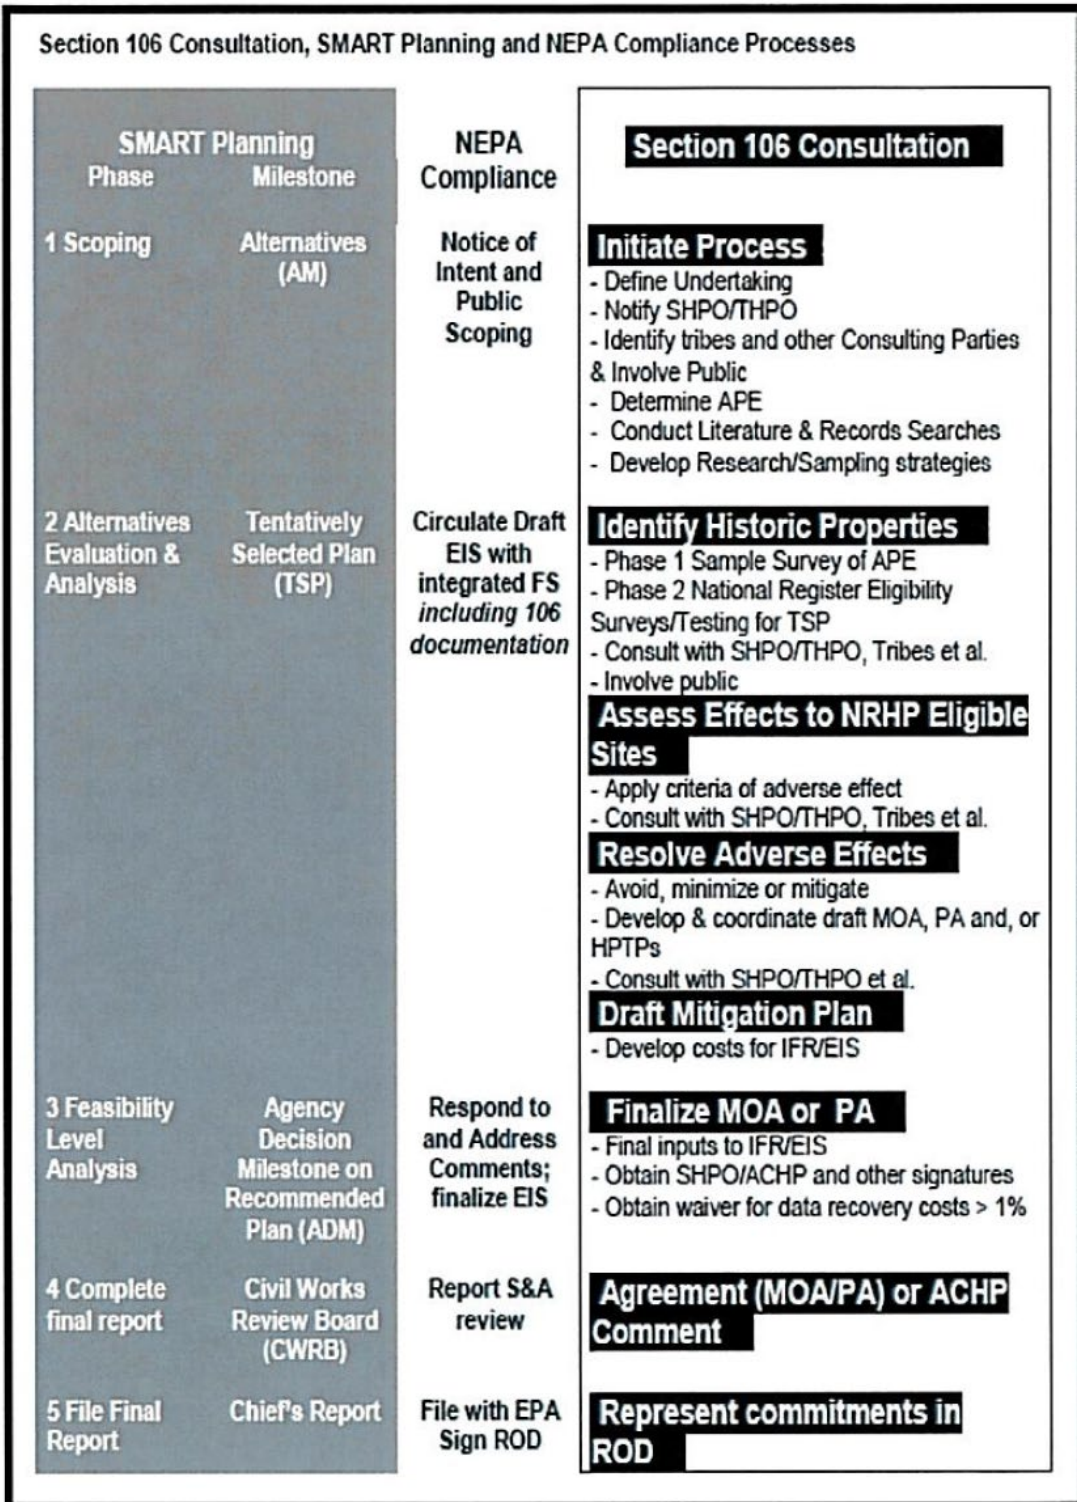 Section 106 Consultation, SMART Planning and NEPA Compliance Processes
SMART Planning
Phase
Milestone
NEPA
Compliance
Section 106 Consultation
1 Scoping
Alternatives
(AM)
Notice of
Intent and
Public
Scoping
Initiate Process
- Define Undertaking
- Notify SHPO/THPO
- Identify tribes and other Consulting Parties
& Involve Public
- Determine APE
- Conduct Literature & Records Searches
- Develop Research/Sampling strategies
2 Alternatives
Evaluation &
Analysis
Tentatively
Selected Plan
(TSP)
Circulate Draft
EIS with
integrated FS
including 106
documentation
Identify Historic Properties
- Phase 1 Sample Survey of APE
- Phase 2 National Register Eligibility
Surveys/Testing for TSP
- Consult with SHPO/THPO, Tribes et al.
- Involve public
Assess Effects to NRHP Eligible
Sites
- Apply criteria of adverse effect
- Consult with SHPO/THPO, Tribes et al.
Resolve Adverse Effects
- Avoid, minimize or mitigate
- Develop & coordinate draft MOA, PA and, or
HPTPs
- Consult with SHPO/THPO et al.
Draft Mitigation Plan
- Develop costs for IFR/EIS
3 Feasibility
Level
Analysis
Agency
Decision
Milestone on
Recommended
Plan (ADM)
Respond to
and Address
Comments;
finalize EIS
Finalize MOA or PA
- Final inputs to IFR/EIS
- Obtain SHPO/ACHP and other signatures
- Obtain waiver for data recovery costs > 1%
4 Complete
final report
Civil Works
Review Board
(CWRB)
Report S&A
review
Agreement (MOA/PA) or ACHP
Comment
5 File Final
Report
Chief's Report
File with EPA
Sign ROD
Represent commitments in
ROD